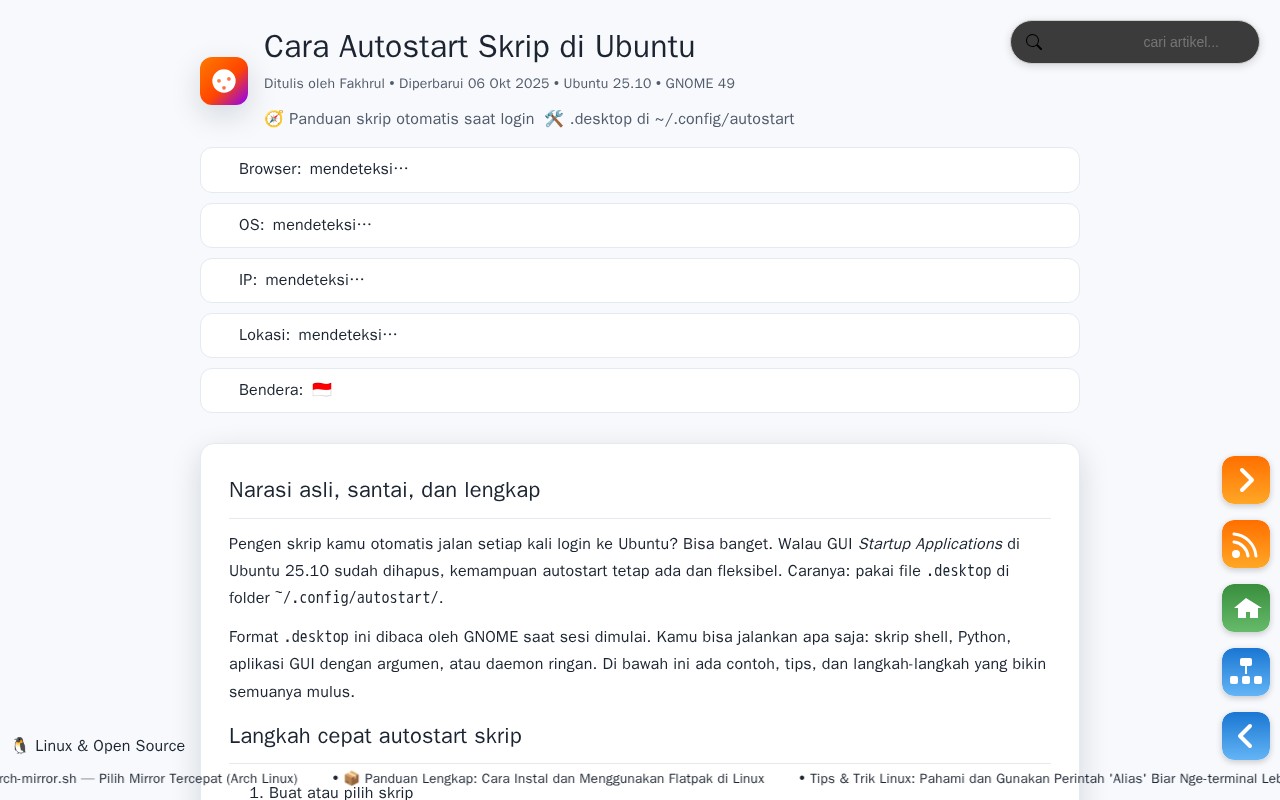 Cara Autostart Skrip di Ubuntu
cari artikel...
Ditulis oleh Fakhrul • Diperbarui 06 Okt 2025 • Ubuntu 25.10 • GNOME 49
🧭 Panduan skrip otomatis saat login 🛠️ .desktop di ~/.config/autostart
Browser: mendeteksi…
OS: mendeteksi…
IP: mendeteksi…
Lokasi: mendeteksi…
Bendera: 🇮🇩
Narasi asli, santai, dan lengkap
Pengen skrip kamu otomatis jalan setiap kali login ke Ubuntu? Bisa banget. Walau GUI Startup Applications di
Ubuntu 25.10 sudah dihapus, kemampuan autostart tetap ada dan fleksibel. Caranya: pakai file .desktop di
folder ~/.config/autostart/.
Format .desktop ini dibaca oleh GNOME saat sesi dimulai. Kamu bisa jalankan apa saja: skrip shell, Python,
aplikasi GUI dengan argumen, atau daemon ringan. Di bawah ini ada contoh, tips, dan langkah-langkah yang bikin
semuanya mulus.
Langkah cepat autostart skrip
🐧 Linux & Open Source
rch-mirror.sh — Pilih Mirror Tercepat (Arch Linux) • 📦 Panduan Lengkap: Cara Instal dan Menggunakan Flatpak di Linux • Tips & Trik Linux: Pahami dan Gunakan Perintah 'Alias' Biar Nge-terminal Leb
1. Buat atau pilih skrip